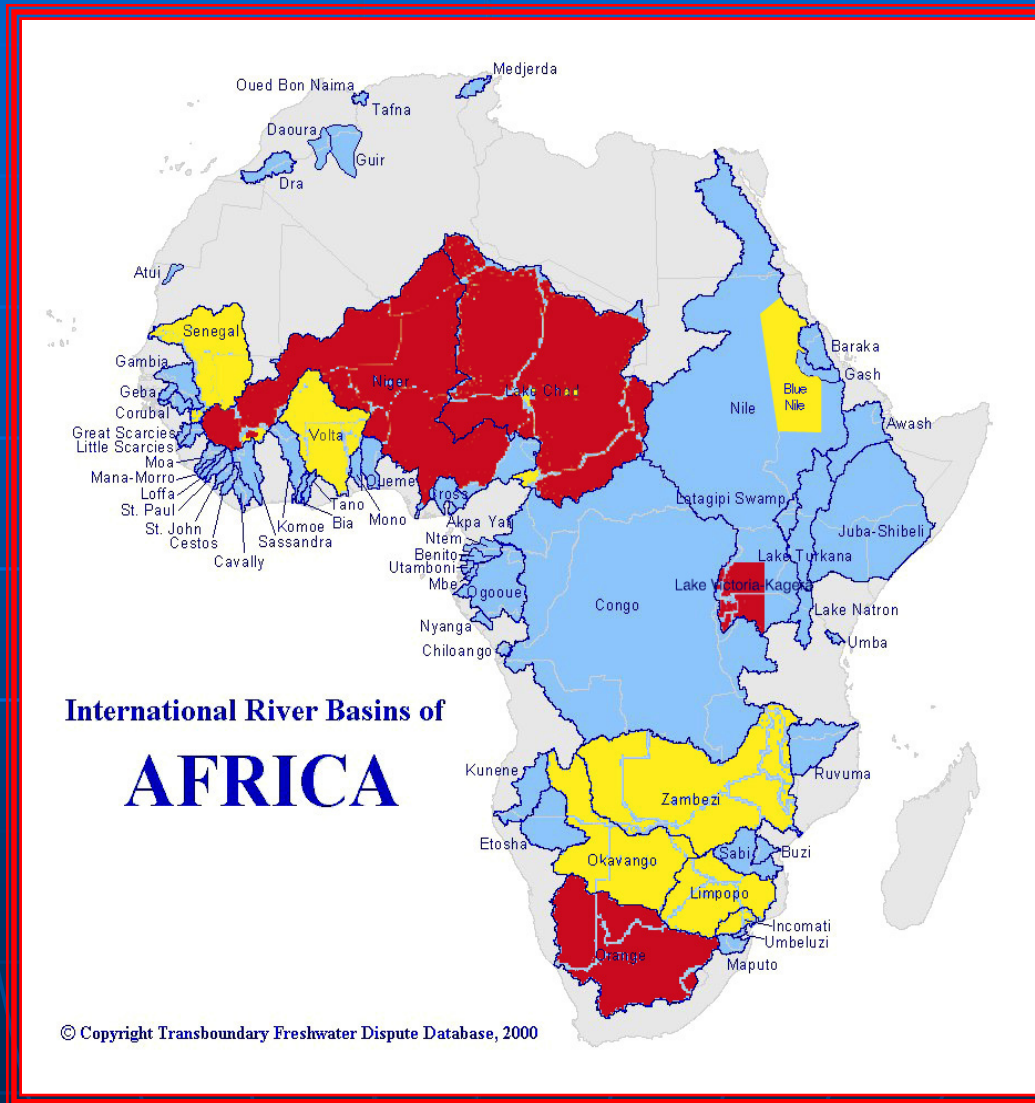 Medjerda
Oued Bon Naima
Tafna
Daoura
Guir
Dra
Atui
Senegal
Gambia
Geba
Corubal
Great Scarcies
Little Scarcies
Moa
Mana-Morro
Loffa
St. Paul
St. John
Cestos
Cavally
Sassandra
Komoe
Bia
Tano
Mono
Oueme
Volta
Niger
Lake Chad
Cross
Akpa Yafi
Ntem
Benito
Utamboni
Mbe
Ogooue
Nyanga
Chiloango
Congo
Nile
Blue
Nile
Baraka
Gash
Awash
Latagipi Swamp
Juba-Shibeli
Lake Turkana
Lake Victoria-Kagera
Lake Natron
Umba
Ruvuma
Zambezi
Kunene
Etosha
Okavango
Sabi
Buzi
Limpopo
Incomati
Umbeluzi
Maputo
Orange
International River Basins of
AFRICA
© Copyright Transboundary Freshwater Dispute Database, 2000